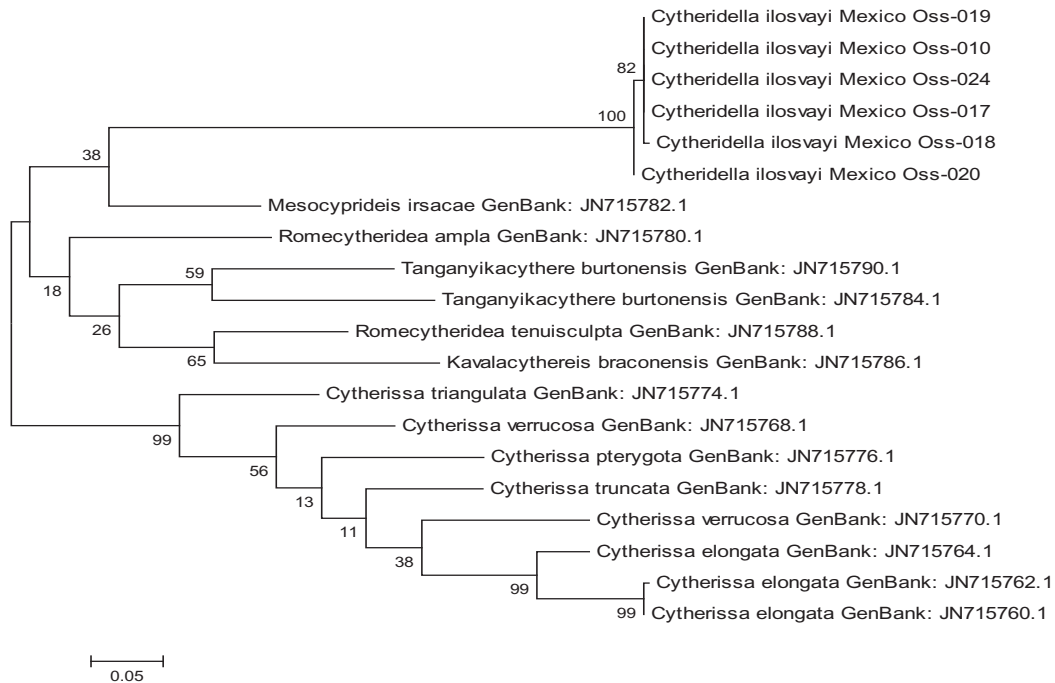 Cytheridella ilosvayi Mexico Oss-019
Cytheridella ilosvayi Mexico Oss-010
82
Cytheridella ilosvayi Mexico Oss-024
100
Cytheridella ilosvayi Mexico Oss-017
Cytheridella ilosvayi Mexico Oss-018
38
Cytheridella ilosvayi Mexico Oss-020
Mesocyprideis irsacae GenBank: JN715782.1
Romecytheridea ampla GenBank: JN715780.1
59
Tanganyikacythere burtonensis GenBank: JN715790.1
18
Tanganyikacythere burtonensis GenBank: JN715784.1
26
Romecytheridea tenuisculpta GenBank: JN715788.1
65
Kavalacythereis braconensis GenBank: JN715786.1
Cytherissa triangulata GenBank: JN715774.1
99
Cytherissa verrucosa GenBank: JN715768.1
56
Cytherissa pterygota GenBank: JN715776.1
13
Cytherissa truncata GenBank: JN715778.1
11
Cytherissa verrucosa GenBank: JN715770.1
38
Cytherissa elongata GenBank: JN715764.1
99
Cytherissa elongata GenBank: JN715762.1
99
Cytherissa elongata GenBank: JN715760.1
0.05